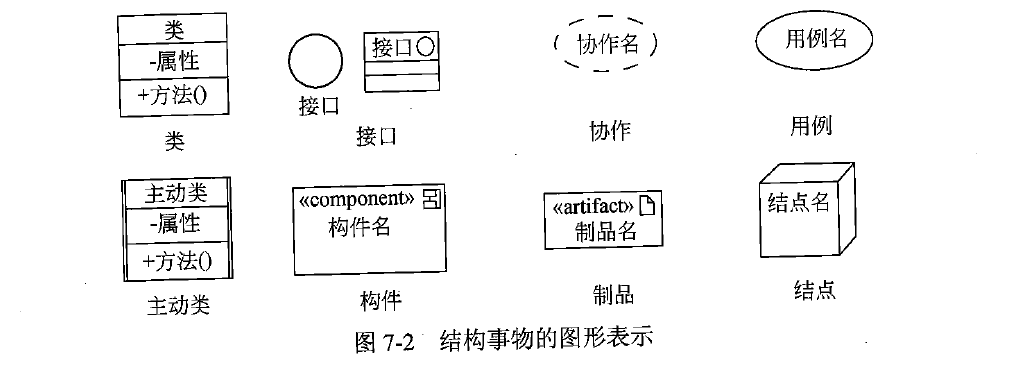 类
-属性
+方法()
类
接口
接口
接口
协作名
协作
用例名
用例
主动类
-属性
+方法()
主动类
«component»
构件名
构件
«artifact»
制品名
制品
结点名
结点
图 7-2 结构事物的图形表示